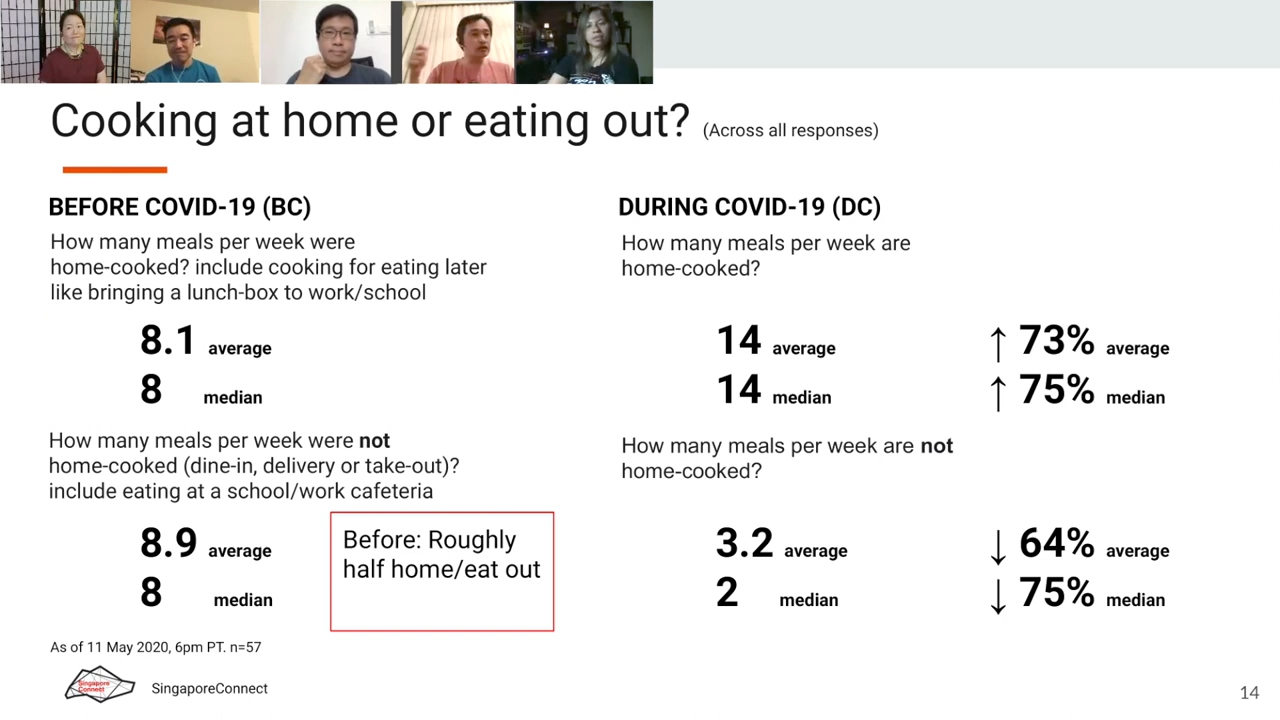 Cooking at home or eating out? (Across all responses)
BEFORE COVID-19 (BC)
How many meals per week were
home-cooked? include cooking for eating later
like bringing a lunch-box to work/school
8.1 average
8 median
How many meals per week were not
home-cooked (dine-in, delivery or take-out)?
include eating at a school/work cafeteria
8.9 average
8 median
Before: Roughly
half home/eat out
DURING COVID-19 (DC)
How many meals per week are
home-cooked?
14 average ↑ 73% average
14 median ↑ 75% median
How many meals per week are not
home-cooked?
3.2 average ↓ 64% average
2 median ↓ 75% median
As of 11 May 2020, 6pm PT. n=57
Singapore
Connect
SingaporeConnect
14